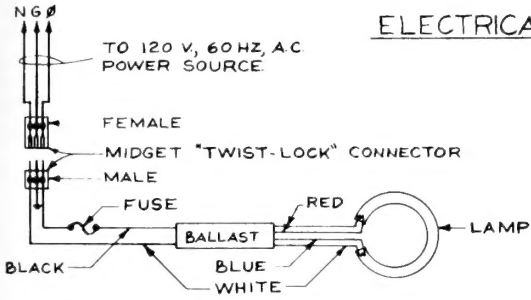 N G Ø
ELECTRICA
TO 120 V, 60 HZ, A.C.
POWER SOURCE
FEMALE
MIDGET "TWIST-LOCK" CONNECTOR
MALE
FUSE
RED
LAMP
BALLAST
BLACK
BLUE
WHITE